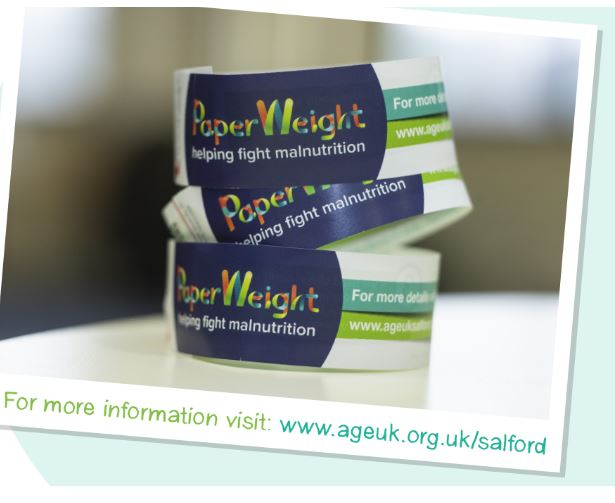 PaperWeight
helping fight malnutrition
For more
www.ageuk
PaperWeight
helping fight malnutrition
PaperWeight
helping fight malnutrition
For more details
www.ageuksalford
For more information visit: www.ageuk.org.uk/salford